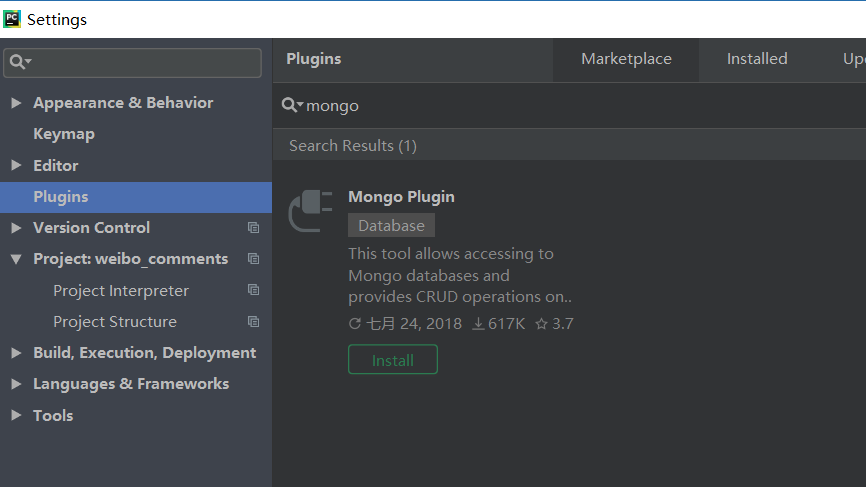 PC
Settings
Appearance & Behavior
Keymap
Editor
Plugins
Version Control
Project: weibo_comments
Project Interpreter
Project Structure
Build, Execution, Deployment
Languages & Frameworks
Tools
Plugins
Marketplace
Installed
Up
mongo
Search Results (1)
Mongo Plugin
Database
This tool allows accessing to
Mongo databases and
provides CRUD operations on..
七月 24, 2018 617K 3.7
Install